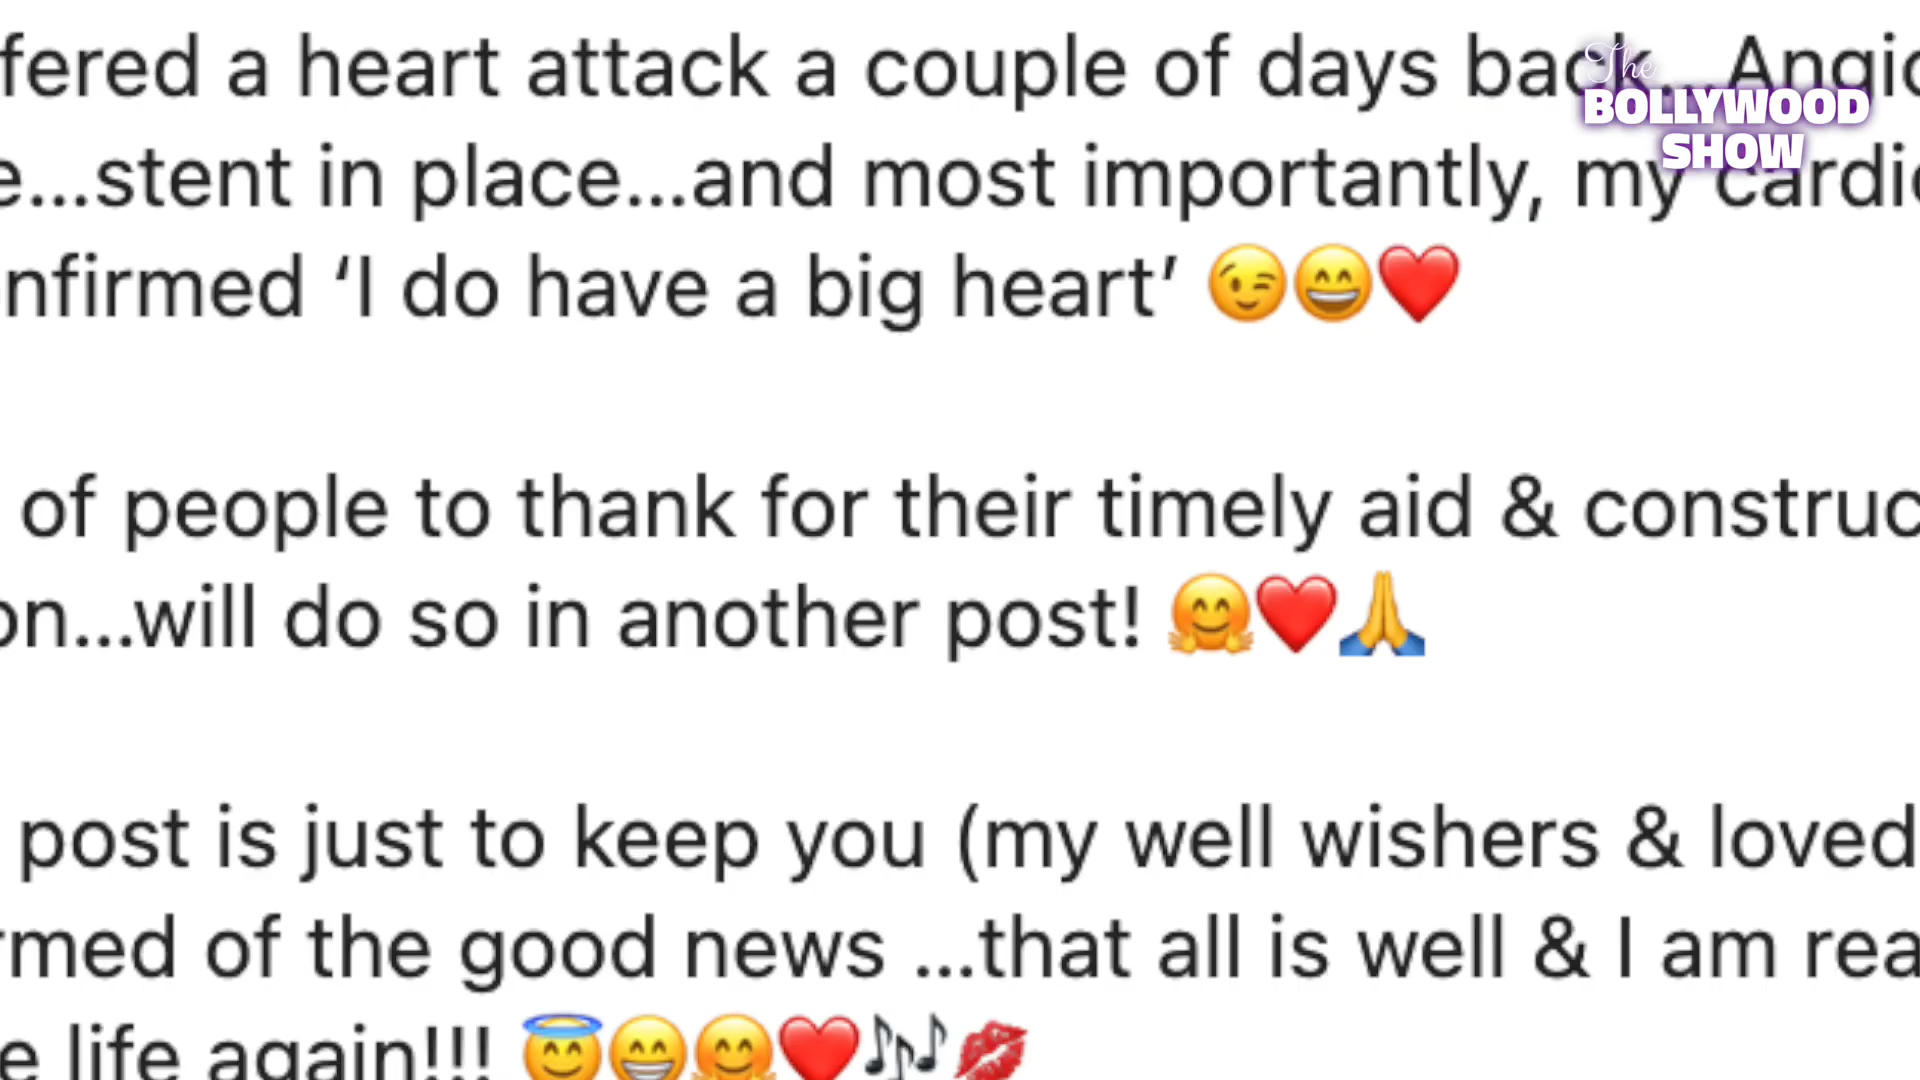 fered a heart attack a couple of days back... Angio
e...stent in place...and most importantly, my cardio
nfirmed ‘I do have a big heart’ 😉😄❤️
of people to thank for their timely aid & construc
on...will do so in another post! 🤗❤️🙏
post is just to keep you (my well wishers & loved
rmed of the good news ...that all is well & I am rea
e life again!!! 😇😁🤗❤️🎶💋
The
BOLLYWOOD
SHOW